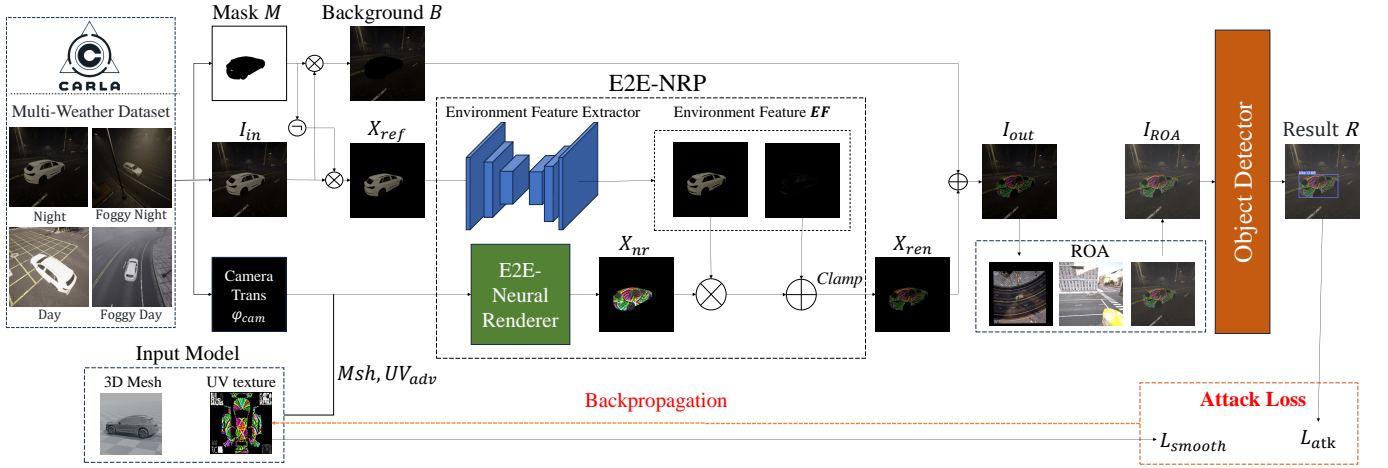 Mask M
Background B
CARLA
Multi-Weather Dataset
Night
Foggy Night
Day
Foggy Day
I_in
X_ref
¬
Camera
Trans
φ_cam
E2E-NRP
Environment Feature Extractor
Environment Feature EF
E2E-
Neural
Renderer
X_nr
Clamp
X_ren
I_out
I_ROA
ROA
Object Detector
Result R
Input Model
3D Mesh
UV texture
Msh, UV_adv
Backpropagation
Attack Loss
L_smooth
L_atk